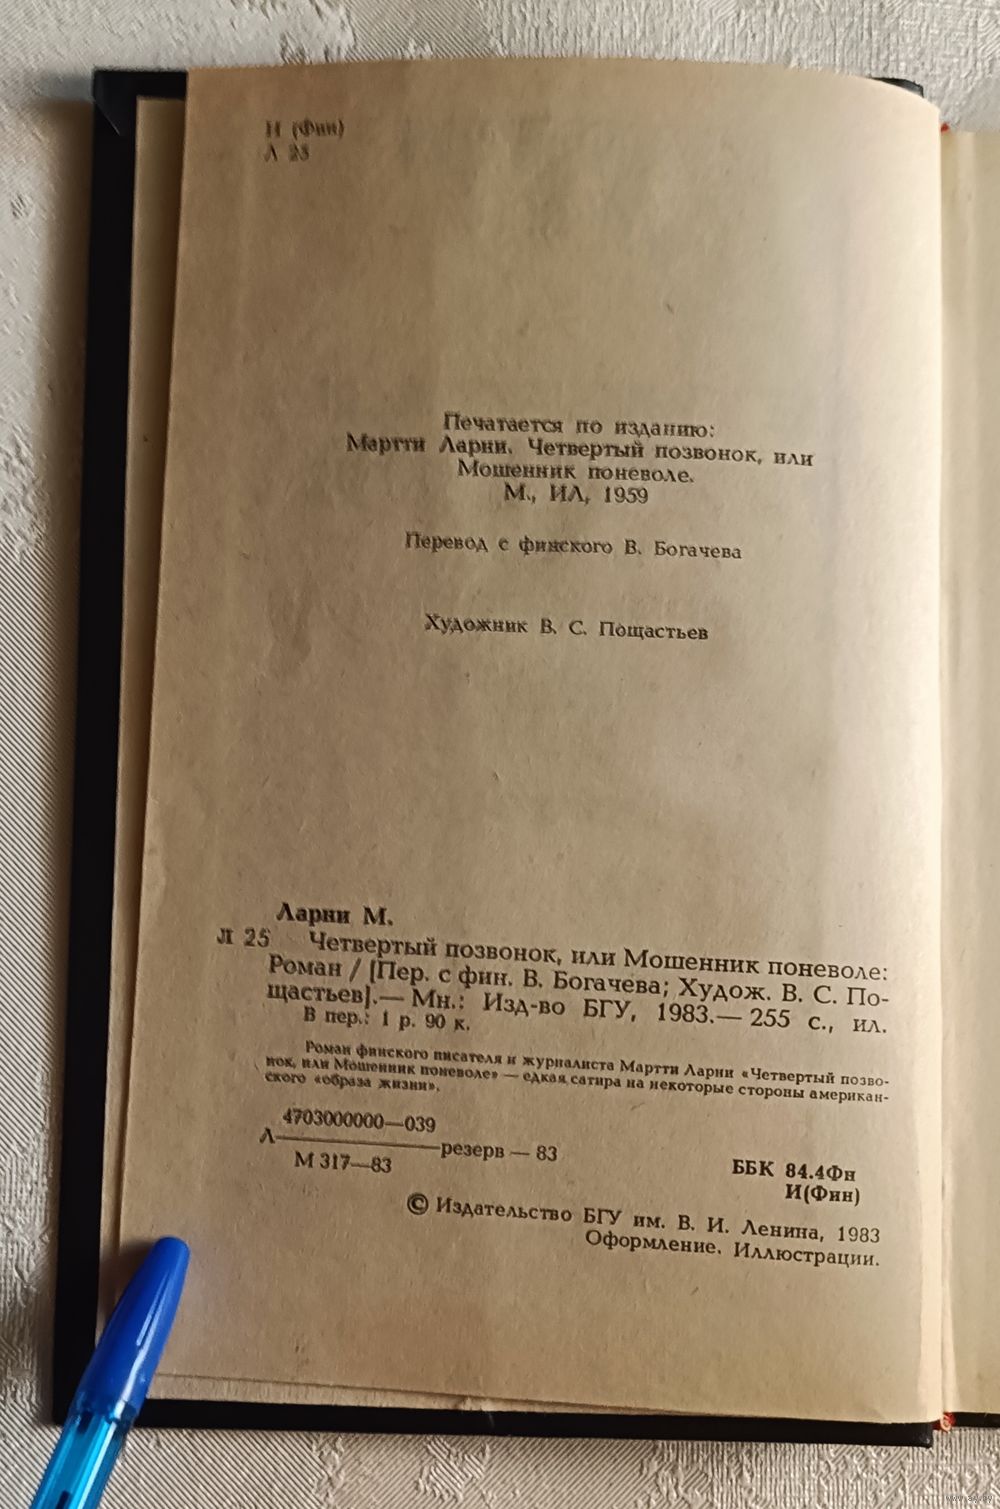 И (Фин)
Л 25
Печатается по изданию:
Мартти Ларни. Четвертый позвонок, или
Мошенник поневоле.
М., ИЛ, 1959
Перевод с финского В. Богачева
Художник В. С. Пощастьев
Ларни М.
Л 25 Четвертый позвонок, или Мошенник поневоле:
Роман / [Пер. с фин. В. Богачева; Худож. В. С. По-
щастьев].— Мн.: Изд-во БГУ, 1983.— 255 с., ил.
В пер.: 1 р. 90 к.
Роман финского писателя и журналиста Мартти Ларни «Четвертый позво-
нок, или Мошенник поневоле» — едкая сатира на некоторые стороны американ-
ского «образа жизни».
4703000000—039
Л резерв — 83
М 317—83
ББК 84.4Фн
И(Фин)
© Издательство БГУ им. В. И. Ленина, 1983
Оформление. Иллюстрации.